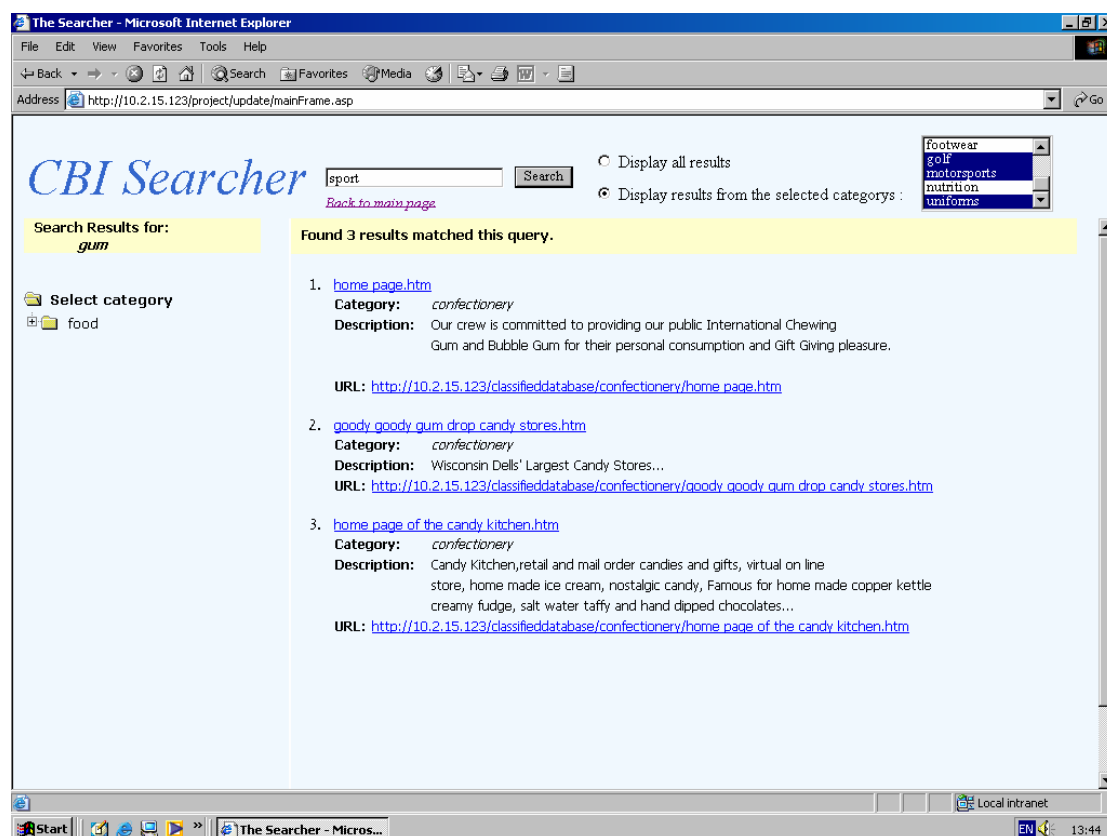 The Searcher - Microsoft Internet Explorer
File Edit View Favorites Tools Help
Back Search Favorites Media
Address http://10.2.15.123/project/update/mainFrame.asp Go
CBI Searcher
sport Search
Back to main page
Display all results
Display results from the selected categorys :
footwear
golf
motorsports
nutrition
uniforms
Search Results for:
gum
Select category
food
Found 3 results matched this query.
1. home page.htm
Category: confectionery
Description: Our crew is committed to providing our public International Chewing
Gum and Bubble Gum for their personal consumption and Gift Giving pleasure.
URL: http://10.2.15.123/classifieddatabase/confectionery/home page.htm
2. goody goody gum drop candy stores.htm
Category: confectionery
Description: Wisconsin Dells' Largest Candy Stores...
URL: http://10.2.15.123/classifieddatabase/confectionery/goody goody gum drop candy stores.htm
3. home page of the candy kitchen.htm
Category: confectionery
Description: Candy Kitchen,retail and mail order candies and gifts, virtual on line
store, home made ice cream, nostalgic candy, Famous for home made copper kettle
creamy fudge, salt water taffy and hand dipped chocolates...
URL: http://10.2.15.123/classifieddatabase/confectionery/home page of the candy kitchen.htm
Local intranet
Start » The Searcher - Micros... EN 13:44